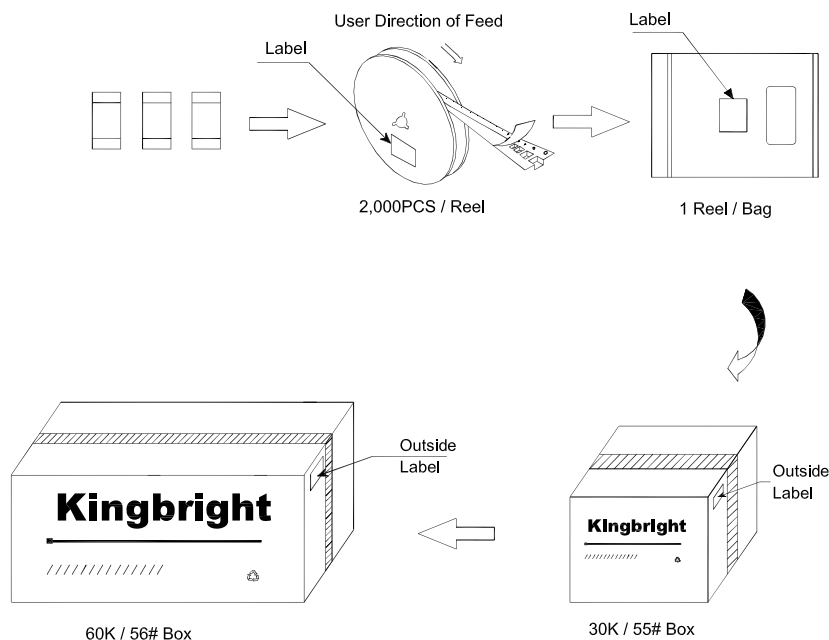 User Direction of Feed
Label
Label
2,000PCS / Reel
1 Reel / Bag
Outside
Label
Kingbright
60K / 56# Box
Outside
Label
Kingbright
30K / 55# Box